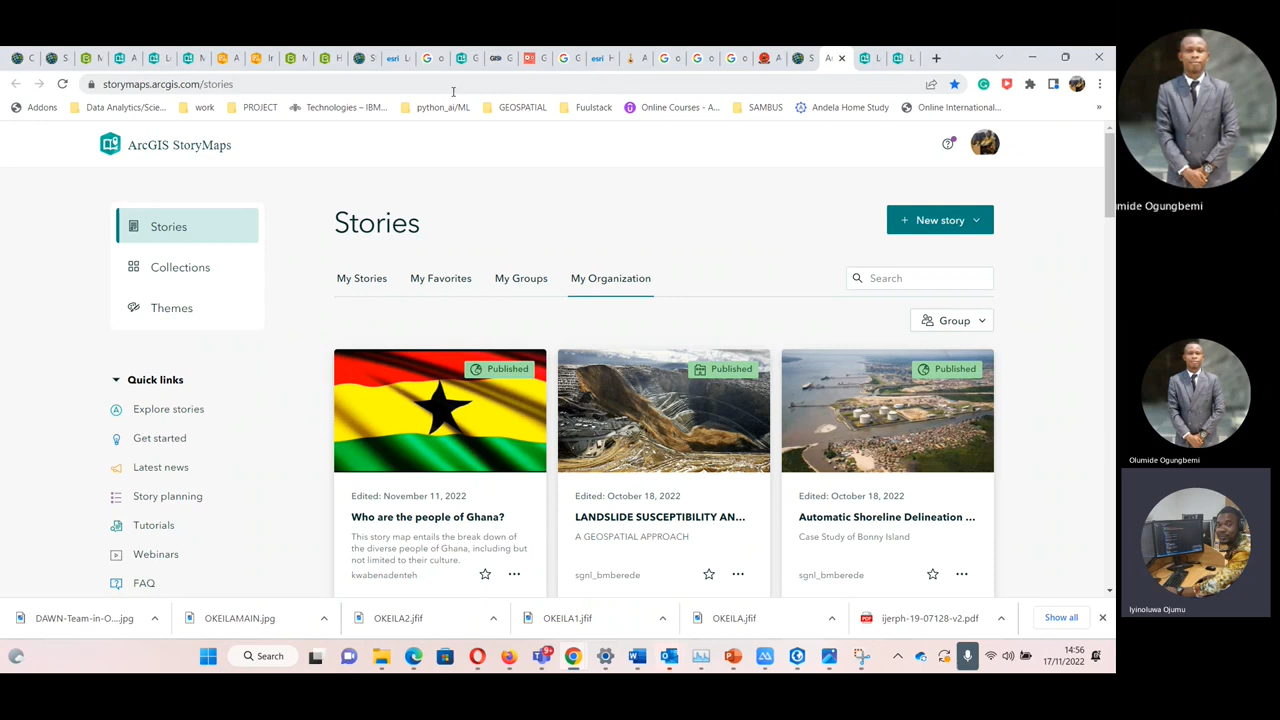 storymaps.arcgis.com/stories
Addons
Data Analytics/Scie...
work
PROJECT
Technologies – IBM...
python_ai/ML
GEOSPATIAL
Fuulstack
Online Courses - A...
SAMBUS
Andela Home Study
Online International...
»
ArcGIS StoryMaps
Stories
Collections
Themes
Quick links
Explore stories
Get started
Latest news
Story planning
Tutorials
Webinars
FAQ
Stories
+ New story
My Stories
My Favorites
My Groups
My Organization
Search
Group
Published
Edited: November 11, 2022
Who are the people of Ghana?
This story map entails the break down of
the diverse people of Ghana, including but
not limited to their culture.
kwabenadenteh
Published
Edited: October 18, 2022
LANDSLIDE SUSCEPTIBILITY AN...
A GEOSPATIAL APPROACH
sgnl_bmberede
Published
Edited: October 18, 2022
Automatic Shoreline Delineation ...
Case Study of Bonny Island
sgnl_bmberede
DAWN-Team-in-O....jpg
OKEILAMAIN.jpg
OKEILA2.jfif
OKEILA1.jfif
OKEILA.jfif
ijerph-19-07128-v2.pdf
Show all
Search
14:56
17/11/2022
mide Ogungbemi
Olumide Ogungbemi
Iyinoluwa Ojumu